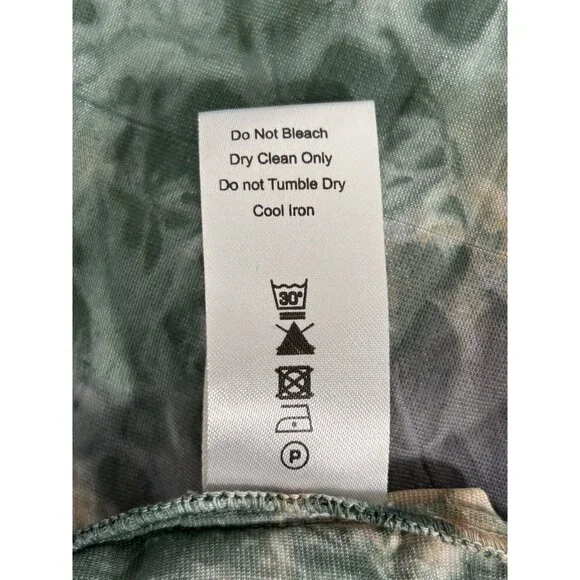 Do Not Bleach
Dry Clean Only
Do not Tumble Dry
Cool Iron
30°
P